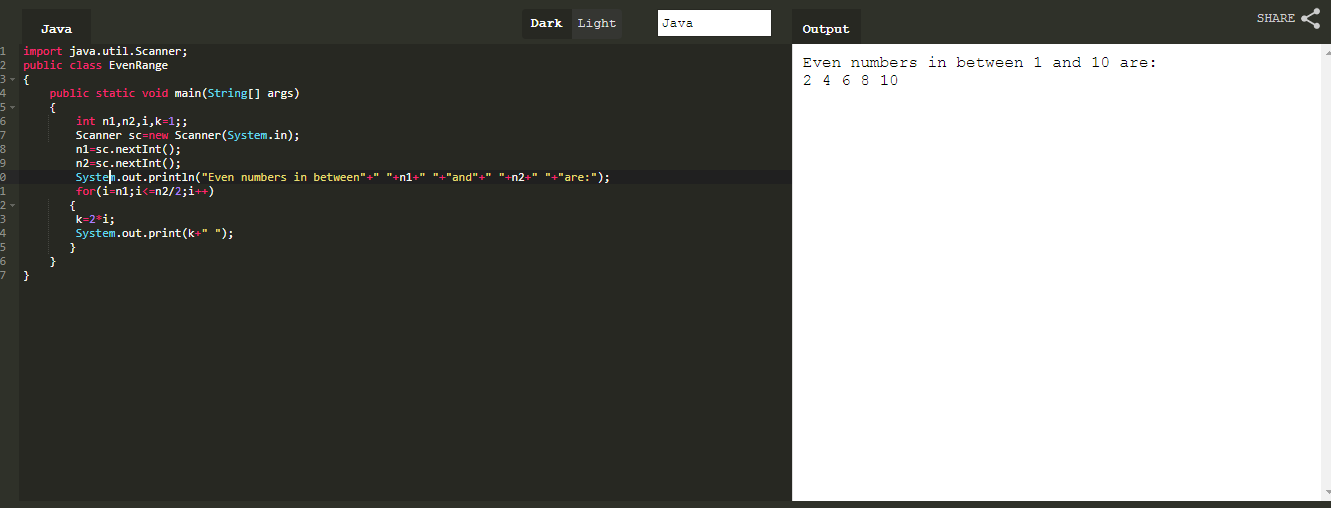 Java
Dark Light
Java
Output
SHARE
1 import java.util.Scanner;
2 public class EvenRange
3 {
4 public static void main(String[] args)
5 {
6 int n1,n2,i,k=1;;
7 Scanner sc=new Scanner(System.in);
8 n1=sc.nextInt();
9 n2=sc.nextInt();
0 System.out.println("Even numbers in between"+" "+n1+" "+"and"+" "+n2+" "+"are:");
1 for(i=n1;i<=n2/2;i++)
2 {
3 k=2*i;
4 System.out.print(k+" ");
5 }
6 }
7 }
Even numbers in between 1 and 10 are:
2 4 6 8 10